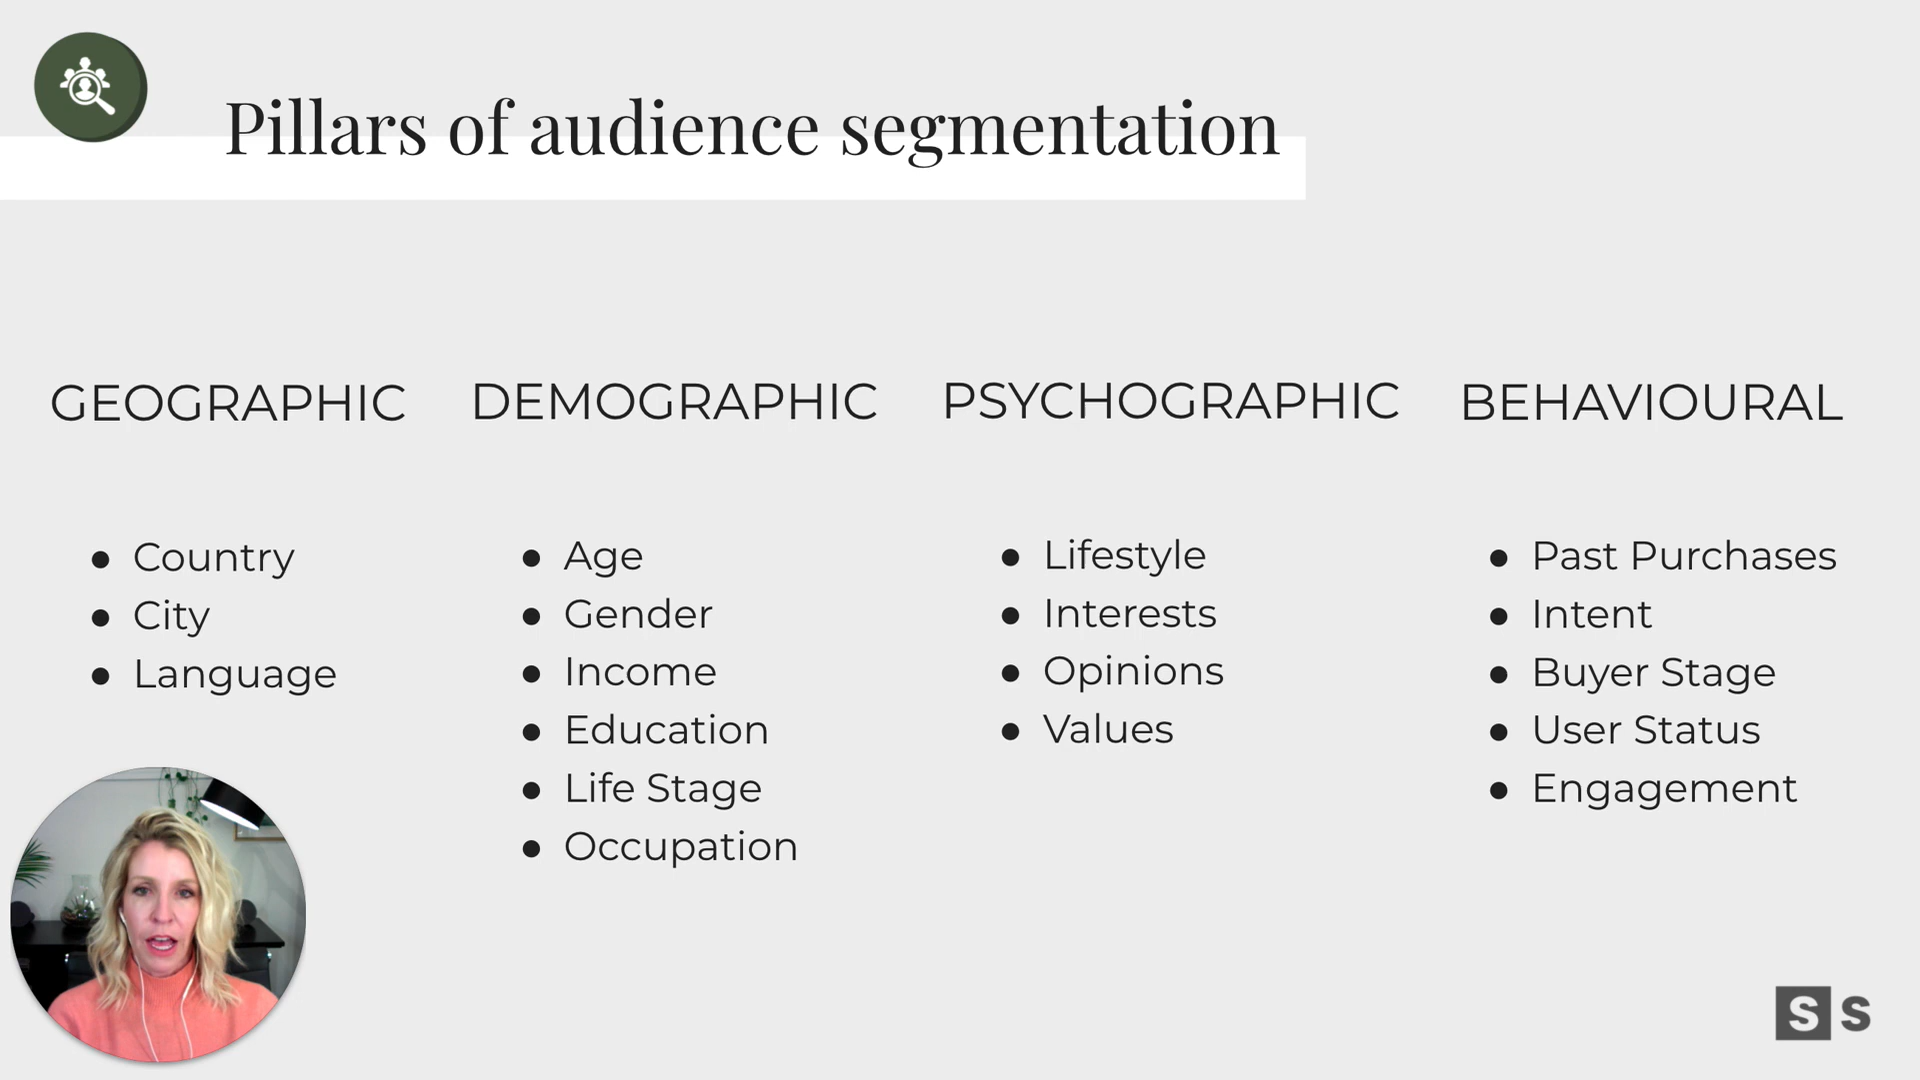 Pillars of audience segmentation
GEOGRAPHIC
Country
City
Language
DEMOGRAPHIC
Age
Gender
Income
Education
Life Stage
Occupation
PSYCHOGRAPHIC
Lifestyle
Interests
Opinions
Values
BEHAVIOURAL
Past Purchases
Intent
Buyer Stage
User Status
Engagement
S S